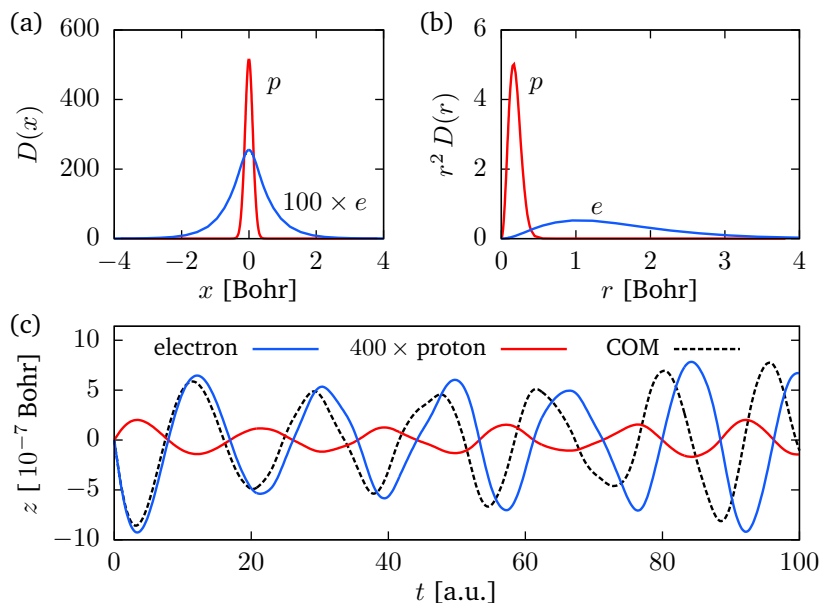 (a)
600
400
200
0
D(x)
p
100 × e
−4
−2
0
2
4
x [Bohr]
(b)
6
4
2
0
r² D(r)
p
e
0
1
2
3
4
r [Bohr]
(c)
10
5
0
−5
−10
z [ 10⁻⁷ Bohr]
electron
400 × proton
COM
0
20
40
60
80
100
t [a.u.]